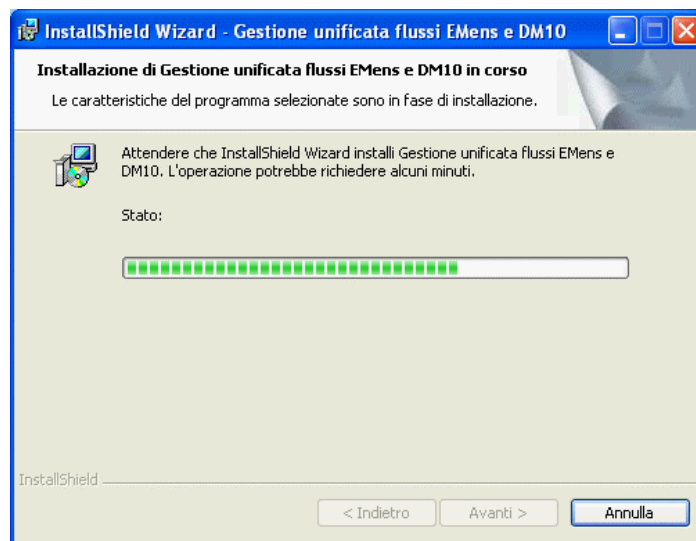 InstallShield Wizard - Gestione unificata flussi EMens e DM10
Installazione di Gestione unificata flussi EMens e DM10 in corso
Le caratteristiche del programma selezionate sono in fase di installazione.
Attendere che InstallShield Wizard installi Gestione unificata flussi EMens e
DM10. L'operazione potrebbe richiedere alcuni minuti.
Stato:
InstallShield
< Indietro
Avanti >
Annulla